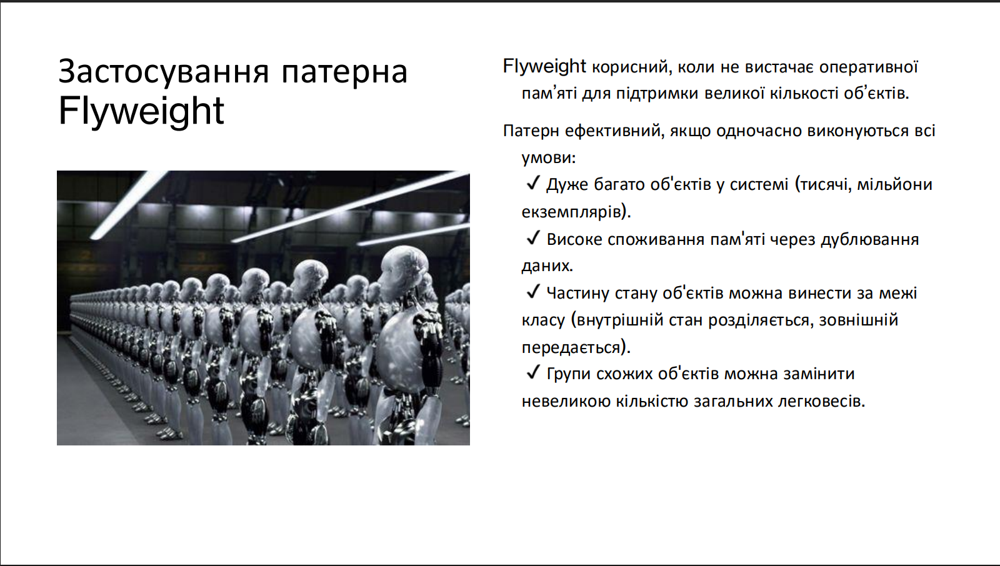 Застосування патерна
Flyweight
Flyweight корисний, коли не вистачає оперативної
пам’яті для підтримки великої кількості об’єктів.
Патерн ефективний, якщо одночасно виконуються всі
умови:
✓ Дуже багато об'єктів у системі (тисячі, мільйони
екземплярів).
✓ Високе споживання пам'яті через дублювання
даних.
✓ Частину стану об'єктів можна винести за межі
класу (внутрішній стан розділяється, зовнішній
передається).
✓ Групи схожих об'єктів можна замінити
невеликою кількістю загальних легковесів.